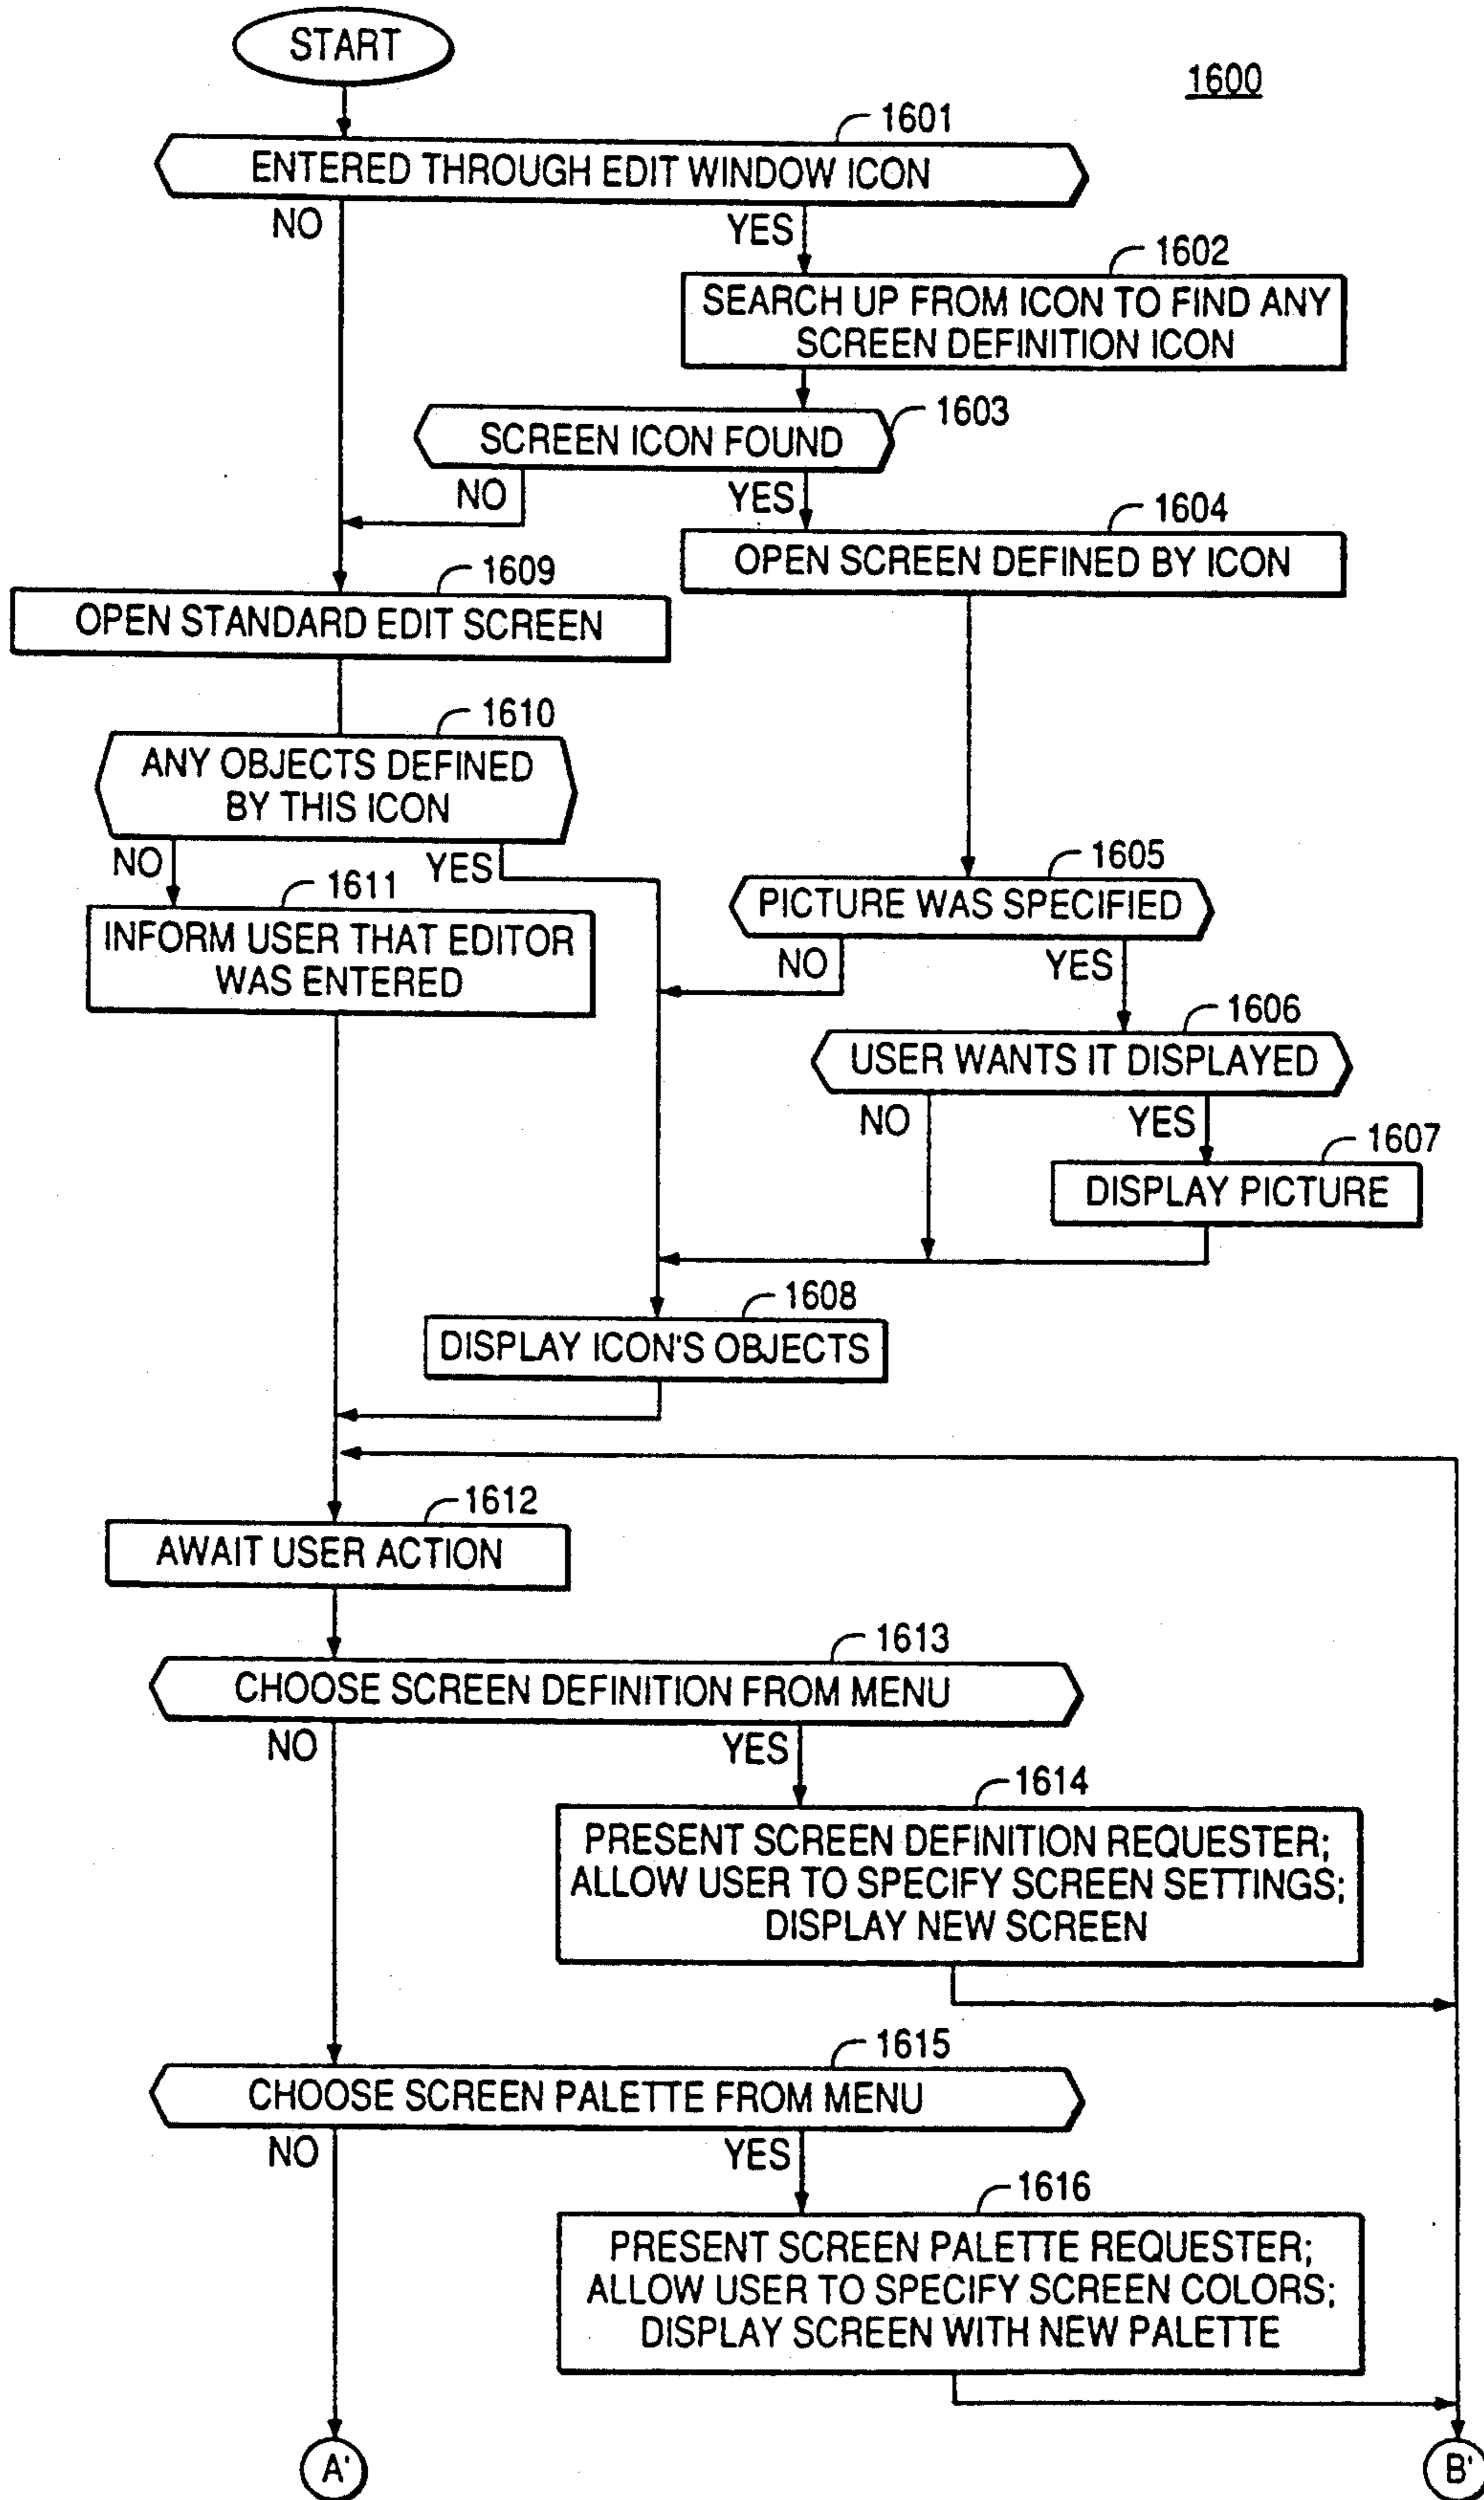 START
1600
1601
ENTERED THROUGH EDIT WINDOW ICON
NO
YES
1602
SEARCH UP FROM ICON TO FIND ANY
SCREEN DEFINITION ICON
1603
SCREEN ICON FOUND
NO
YES
1604
OPEN SCREEN DEFINED BY ICON
1609
OPEN STANDARD EDIT SCREEN
1610
ANY OBJECTS DEFINED
BY THIS ICON
NO
YES
1611
INFORM USER THAT EDITOR
WAS ENTERED
1605
PICTURE WAS SPECIFIED
NO
YES
1606
USER WANTS IT DISPLAYED
NO
YES
1607
DISPLAY PICTURE
1608
DISPLAY ICON'S OBJECTS
1612
AWAIT USER ACTION
1613
CHOOSE SCREEN DEFINITION FROM MENU
NO
YES
1614
PRESENT SCREEN DEFINITION REQUESTER;
ALLOW USER TO SPECIFY SCREEN SETTINGS;
DISPLAY NEW SCREEN
1615
CHOOSE SCREEN PALETTE FROM MENU
NO
YES
1616
PRESENT SCREEN PALETTE REQUESTER;
ALLOW USER TO SPECIFY SCREEN COLORS;
DISPLAY SCREEN WITH NEW PALETTE
A'
B'